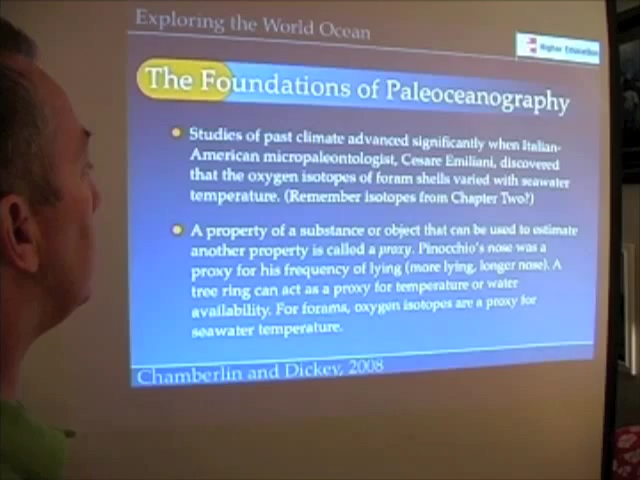 Exploring the World Ocean
Higher Education
The Foundations of Paleoceanography
Studies of past climate advanced significantly when Italian-
American micropaleontologist, Cesare Emiliani, discovered
that the oxygen isotopes of foram shells varied with seawater
temperature. (Remember isotopes from Chapter Two?)
A property of a substance or object that can be used to estimate
another property is called a proxy. Pinocchio's nose was a
proxy for his frequency of lying (more lying, longer nose). A
tree ring can act as a proxy for temperature or water
availability. For forams, oxygen isotopes are a proxy for
seawater temperature.
Chamberlin and Dickey, 2008